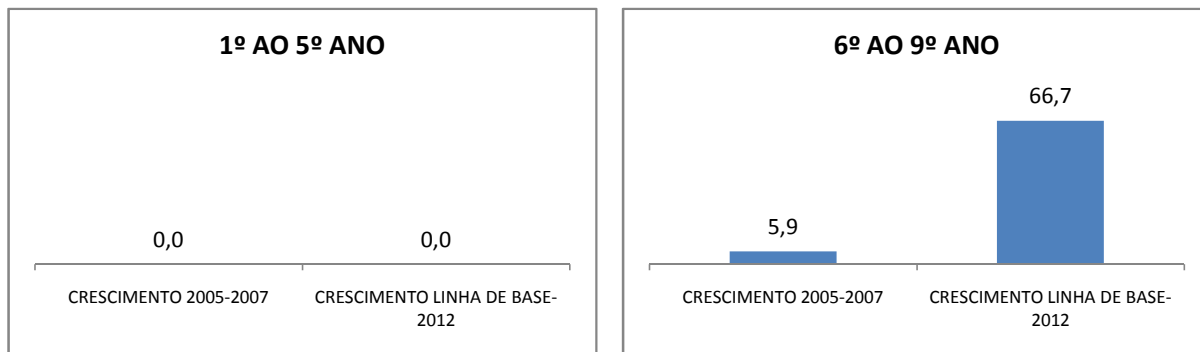 1º AO 5º ANO
0,0
0,0
CRESCIMENTO 2005-2007
CRESCIMENTO LINHA DE BASE-
2012
6º AO 9º ANO
66,7
5,9
CRESCIMENTO 2005-2007
CRESCIMENTO LINHA DE BASE-
2012